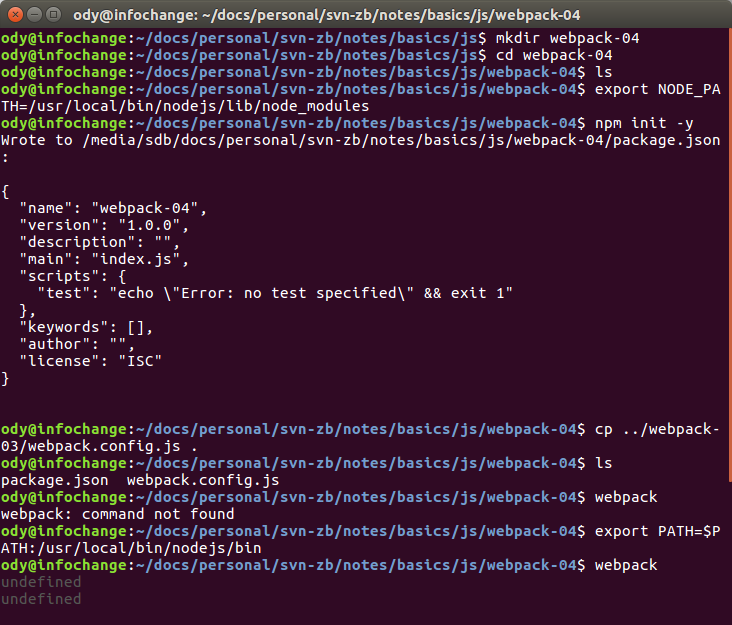 ody@infochange: ~/docs/personal/svn-zb/notes/basics/js/webpack-04
ody@infochange:~/docs/personal/svn-zb/notes/basics/js$ mkdir webpack-04
ody@infochange:~/docs/personal/svn-zb/notes/basics/js$ cd webpack-04
ody@infochange:~/docs/personal/svn-zb/notes/basics/js/webpack-04$ ls
ody@infochange:~/docs/personal/svn-zb/notes/basics/js/webpack-04$ export NODE_PA
TH=/usr/local/bin/nodejs/lib/node_modules
ody@infochange:~/docs/personal/svn-zb/notes/basics/js/webpack-04$ npm init -y
Wrote to /media/sdb/docs/personal/svn-zb/notes/basics/js/webpack-04/package.json
:
{
  "name": "webpack-04",
  "version": "1.0.0",
  "description": "",
  "main": "index.js",
  "scripts": {
    "test": "echo \"Error: no test specified\" && exit 1"
  },
  "keywords": [],
  "author": "",
  "license": "ISC"
}
ody@infochange:~/docs/personal/svn-zb/notes/basics/js/webpack-04$ cp ../webpack-
03/webpack.config.js .
ody@infochange:~/docs/personal/svn-zb/notes/basics/js/webpack-04$ ls
package.json  webpack.config.js
ody@infochange:~/docs/personal/svn-zb/notes/basics/js/webpack-04$ webpack
webpack: command not found
ody@infochange:~/docs/personal/svn-zb/notes/basics/js/webpack-04$ export PATH=$P
ATH:/usr/local/bin/nodejs/bin
ody@infochange:~/docs/personal/svn-zb/notes/basics/js/webpack-04$ webpack
undefined
undefined